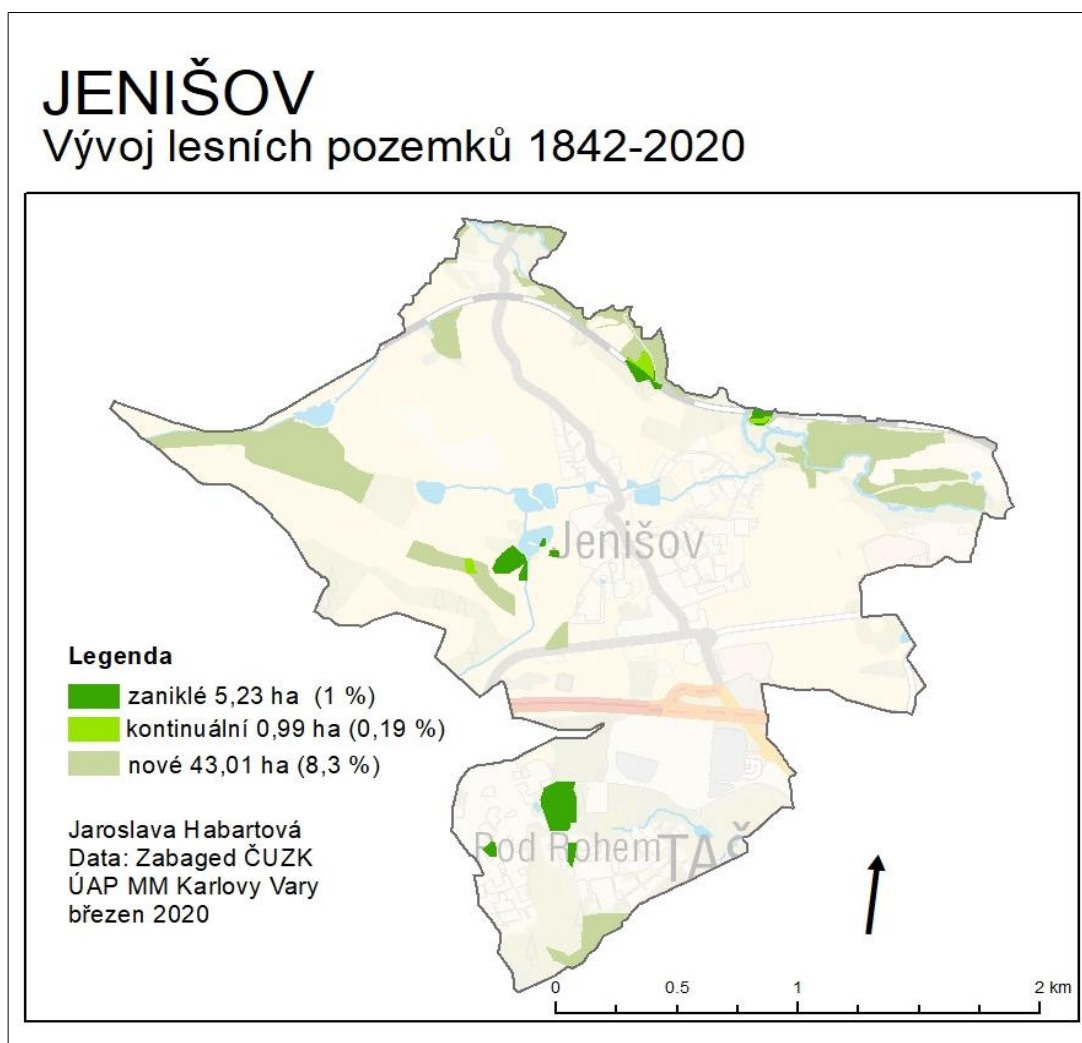 JENIŠOV
Vývoj lesních pozemků 1842-2020
Jenišov
Legenda
zaniklé 5,23 ha (1 %)
kontinuální 0,99 ha (0,19 %)
nové 43,01 ha (8,3 %)
Pod Rohem
TAŠ
Jaroslava Habartová
Data: Zabaged ČUZK
ÚAP MM Karlovy Vary
březen 2020
0 0.5 1 2 km